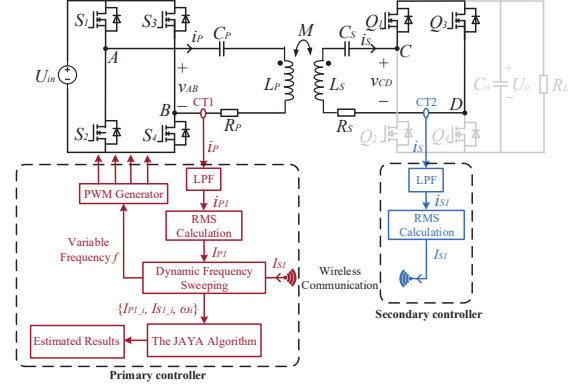 S1 S3 CP iP M CS iS Q1 Q3
A C
Uin + vAB − LP LS + vCD − Co + Uo − RL
B CT1 CT2 D
S2 S4 RP RS Q2 Q4
iP iS
LPF LPF
PWM Generator
iP1 iS1
RMS Calculation RMS Calculation
Variable Frequency f
IP1 IS1
Dynamic Frequency Sweeping
IS1
Wireless Communication
{IP1_i, IS1_i, ωi}
Secondary controller
Estimated Results
The JAYA Algorithm
Primary controller